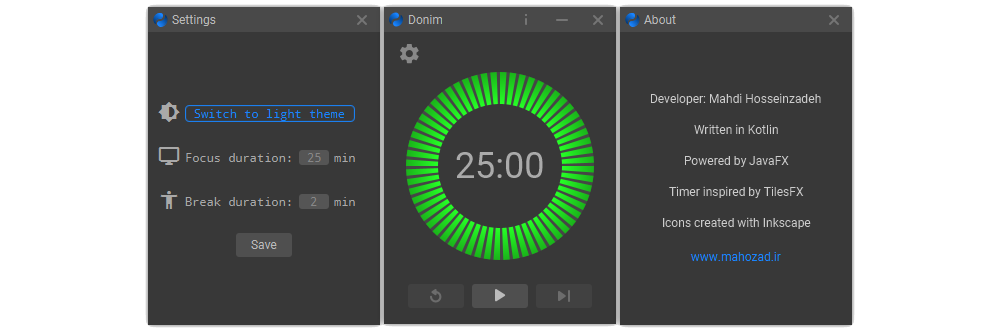 Settings
Switch to light theme
Focus duration: 25 min
Break duration: 2 min
Save
Donim
25:00
About
Developer: Mahdi Hosseinzadeh
Written in Kotlin
Powered by JavaFX
Timer inspired by TilesFX
Icons created with Inkscape
www.mahozad.ir